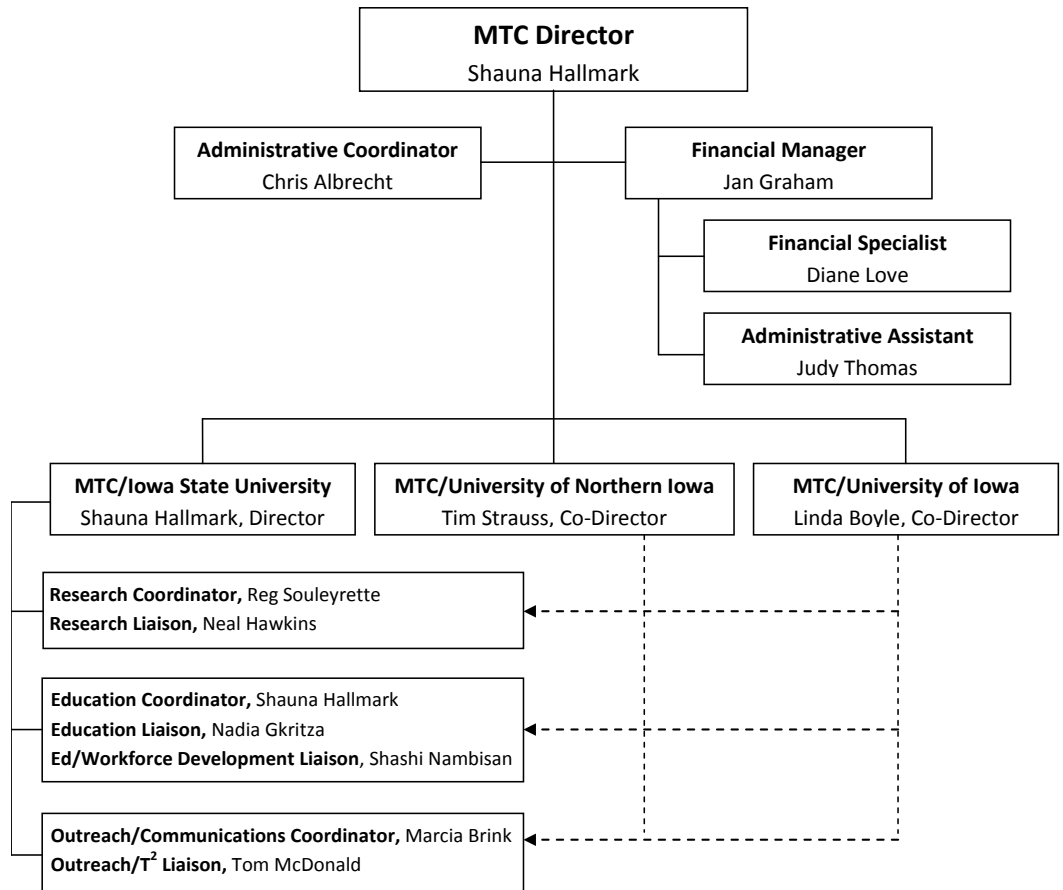 MTC Director
Shauna Hallmark
Administrative Coordinator
Chris Albrecht
Financial Manager
Jan Graham
Financial Specialist
Diane Love
Administrative Assistant
Judy Thomas
MTC/Iowa State University
Shauna Hallmark, Director
MTC/University of Northern Iowa
Tim Strauss, Co-Director
MTC/University of Iowa
Linda Boyle, Co-Director
Research Coordinator, Reg Souleyrette
Research Liaison, Neal Hawkins
Education Coordinator, Shauna Hallmark
Education Liaison, Nadia Gkritza
Ed/Workforce Development Liaison, Shashi Nambisan
Outreach/Communications Coordinator, Marcia Brink
Outreach/T² Liaison, Tom McDonald